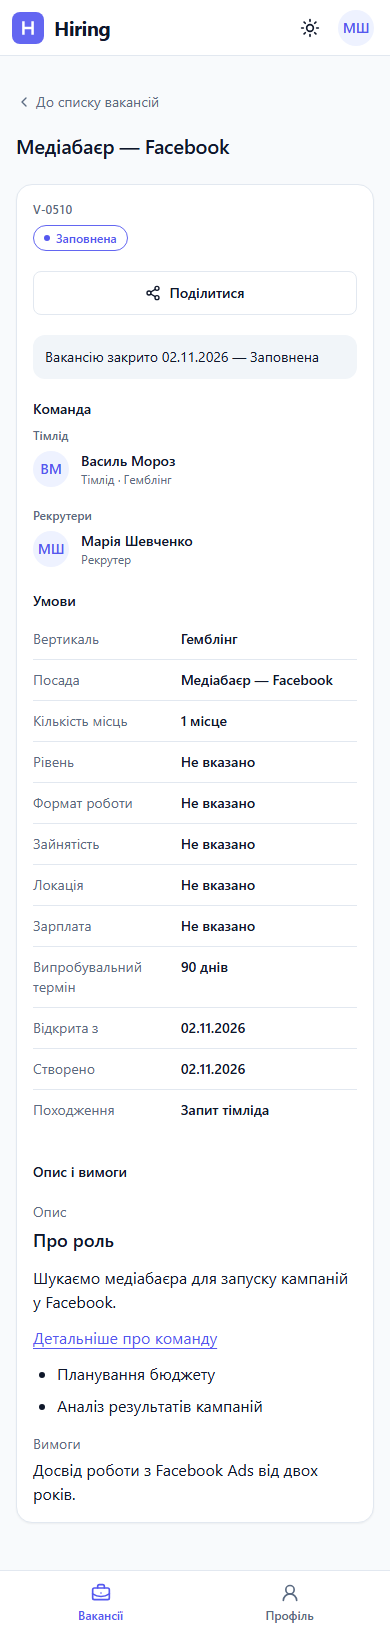 H Hiring
МШ
До списку вакансій
Медіабаєр — Facebook
V-0510
Заповнена
Поділитися
Вакансію закрито 02.11.2026 — Заповнена
Команда
Тімлід
ВМ
Василь Мороз
Тімлід · Гемблінг
Рекрутери
МШ
Марія Шевченко
Рекрутер
Умови
Вертикаль Гемблінг
Посада Медіабаєр — Facebook
Кількість місць 1 місце
Рівень Не вказано
Формат роботи Не вказано
Зайнятість Не вказано
Локація Не вказано
Зарплата Не вказано
Випробувальний 90 днів
термін
Відкрита з 02.11.2026
Створено 02.11.2026
Походження Запит тімліда
Опис і вимоги
Опис
Про роль
Шукаємо медіабаєра для запуску кампаній
у Facebook.
Детальніше про команду
• Планування бюджету
• Аналіз результатів кампаній
Вимоги
Досвід роботи з Facebook Ads від двох
років.
Вакансії Профіль